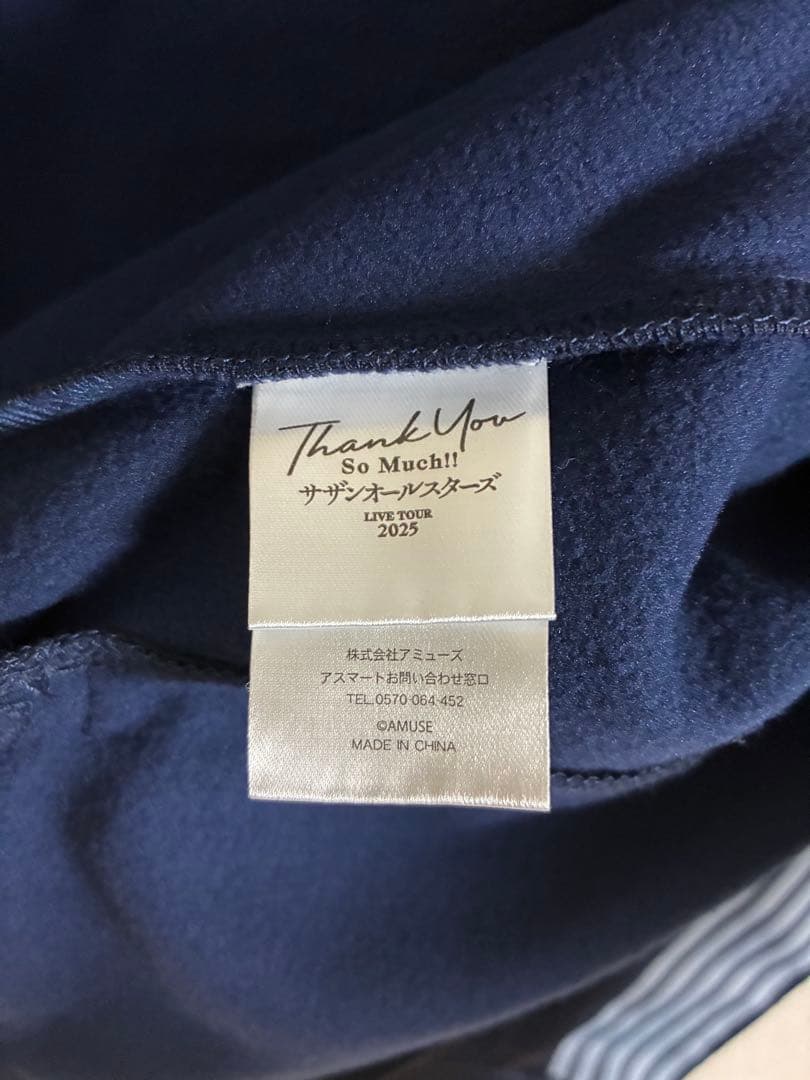 Thank You
So Much!!
サザンオールスターズ
LIVE TOUR
2025
株式会社アミューズ
アスマートお問い合わせ窓口
TEL.0570-064-452
©AMUSE
MADE IN CHINA